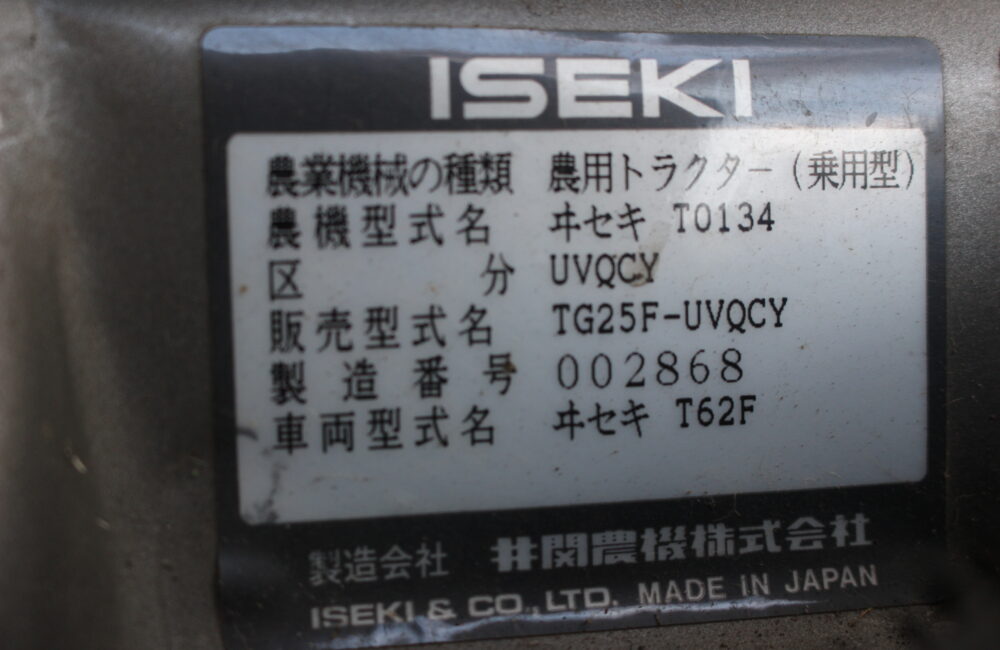 ISEKI
農業機械の種類 農用トラクター(乗用型)
農機型式名 ヰセキ T0134
区分 UVQCY
販売型式名 TG25F-UVQCY
製造番号 002868
車両型式名 ヰセキ T62F
製造会社 井関農機株式会社
ISEKI & CO.,LTD. MADE IN JAPAN